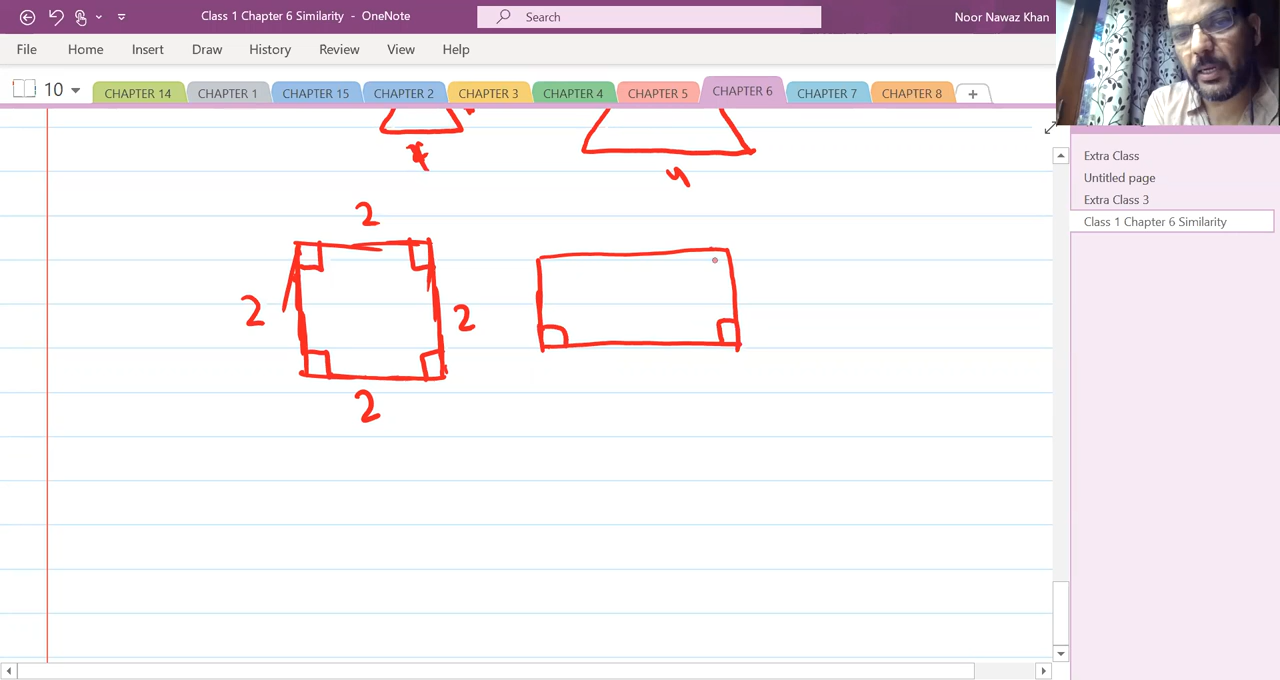 Class 1 Chapter 6 Similarity - OneNote
Search
Noor Nawaz Khan
File Home Insert Draw History Review View Help
10 CHAPTER 14 CHAPTER 1 CHAPTER 15 CHAPTER 2 CHAPTER 3 CHAPTER 4 CHAPTER 5 CHAPTER 6 CHAPTER 7 CHAPTER 8 +
Extra Class
Untitled page
Extra Class 3
Class 1 Chapter 6 Similarity
2
2 2
2